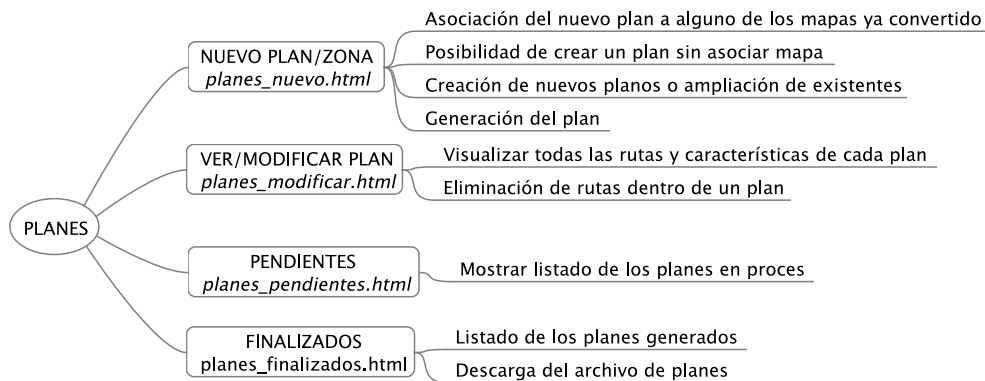 PLANES
NUEVO PLAN/ZONA
planes_nuevo.html
Asociación del nuevo plan a alguno de los mapas ya convertido
Posibilidad de crear un plan sin asociar mapa
Creación de nuevos planos o ampliación de existentes
Generación del plan
VER/MODIFICAR PLAN
planes_modificar.html
Visualizar todas las rutas y características de cada plan
Eliminación de rutas dentro de un plan
PENDIENTES
planes_pendientes.html
Mostrar listado de los planes en proces
FINALIZADOS
planes_finalizados.html
Listado de los planes generados
Descarga del archivo de planes